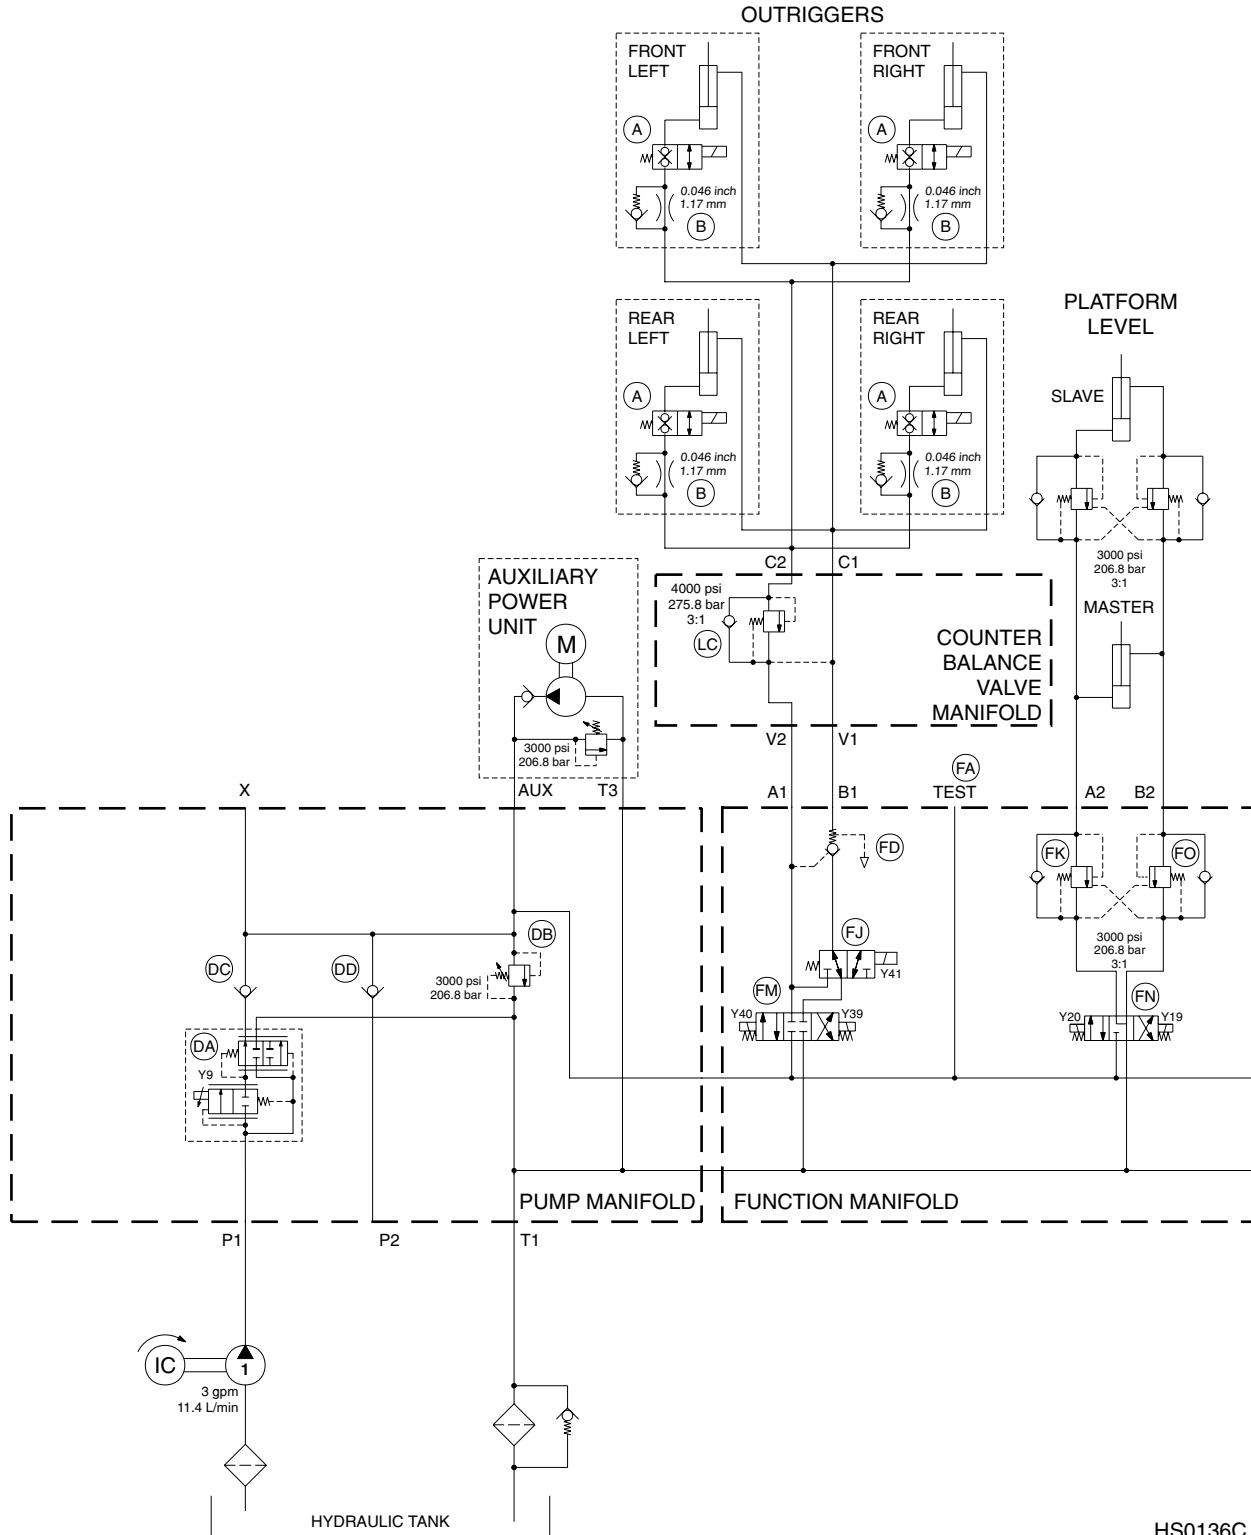 OUTRIGGERS
FRONT
LEFT
A
0.046 inch
1.17 mm
B
FRONT
RIGHT
A
0.046 inch
1.17 mm
B
REAR
LEFT
A
0.046 inch
1.17 mm
B
REAR
RIGHT
A
0.046 inch
1.17 mm
B
PLATFORM
LEVEL
SLAVE
3000 psi
206.8 bar
3:1
MASTER
C2
C1
4000 psi
275.8 bar
3:1
LC
COUNTER
BALANCE
VALVE
MANIFOLD
V2
V1
AUXILIARY
POWER
UNIT
M
3000 psi
206.8 bar
X
AUX
T3
A1
B1
FA
TEST
A2
B2
FD
FK
FO
3000 psi
206.8 bar
3:1
FJ
Y41
FM
Y40
Y39
FN
Y20
Y19
DB
3000 psi
206.8 bar
DC
DD
DA
Y9
PUMP MANIFOLD
FUNCTION MANIFOLD
P1
P2
T1
IC
1
3 gpm
11.4 L/min
HYDRAULIC TANK
HS0136C